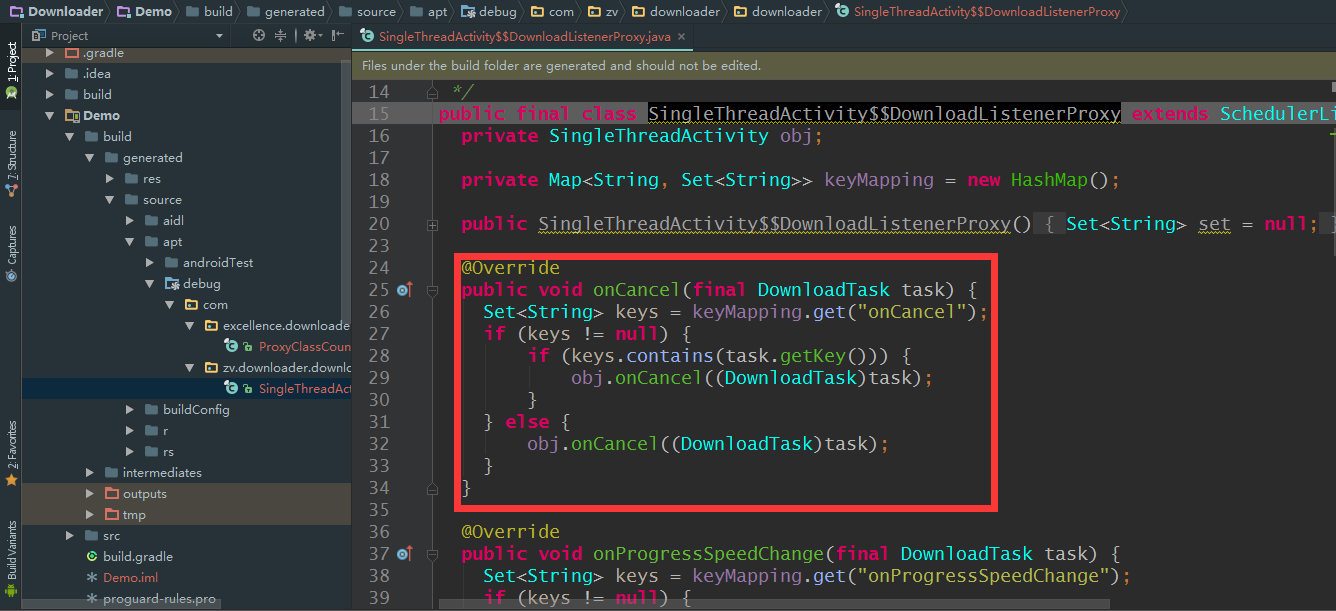 Downloader Demo build generated source apt debug com zv downloader downloader SingleThreadActivity$$DownloadListenerProxy
Project
SingleThreadActivity$$DownloadListenerProxy.java
Files under the build folder are generated and should not be edited.
1: Project
7: Structure
Captures
2: Favorites
Build Variants
.gradle
.idea
build
Demo
build
generated
res
source
aidl
apt
androidTest
debug
com
excellence.downloade
ProxyClassCoun
zv.downloader.downlo
SingleThreadAct
buildConfig
r
rs
intermediates
outputs
tmp
src
build.gradle
Demo.iml
proguard-rules.pro
14 */
15 public final class SingleThreadActivity$$DownloadListenerProxy extends SchedulerLi
16 private SingleThreadActivity obj;
17
18 private Map<String, Set<String>> keyMapping = new HashMap();
19
20 public SingleThreadActivity$$DownloadListenerProxy() { Set<String> set = null; }
23
24 @Override
25 public void onCancel(final DownloadTask task) {
26 Set<String> keys = keyMapping.get("onCancel");
27 if (keys != null) {
28 if (keys.contains(task.getKey())) {
29 obj.onCancel((DownloadTask)task);
30 }
31 } else {
32 obj.onCancel((DownloadTask)task);
33 }
34 }
35
36 @Override
37 public void onProgressSpeedChange(final DownloadTask task) {
38 Set<String> keys = keyMapping.get("onProgressSpeedChange");
39 if (keys != null) {